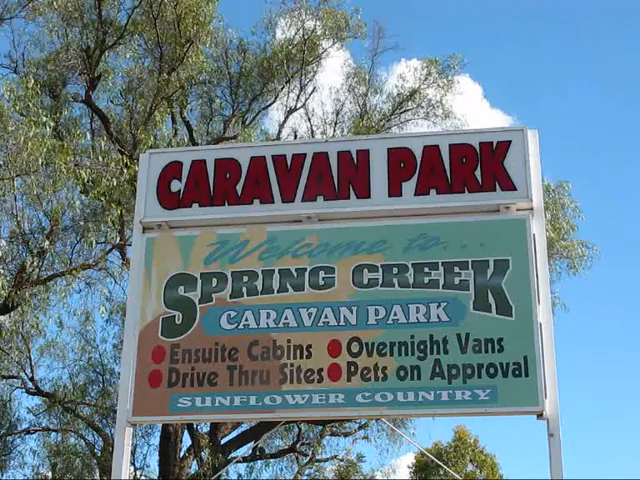 CARAVAN PARK
Welcome to...
SPRING CREEK
CARAVAN PARK
Ensuite Cabins Overnight Vans
Drive Thru Sites Pets on Approval
SUNFLOWER COUNTRY